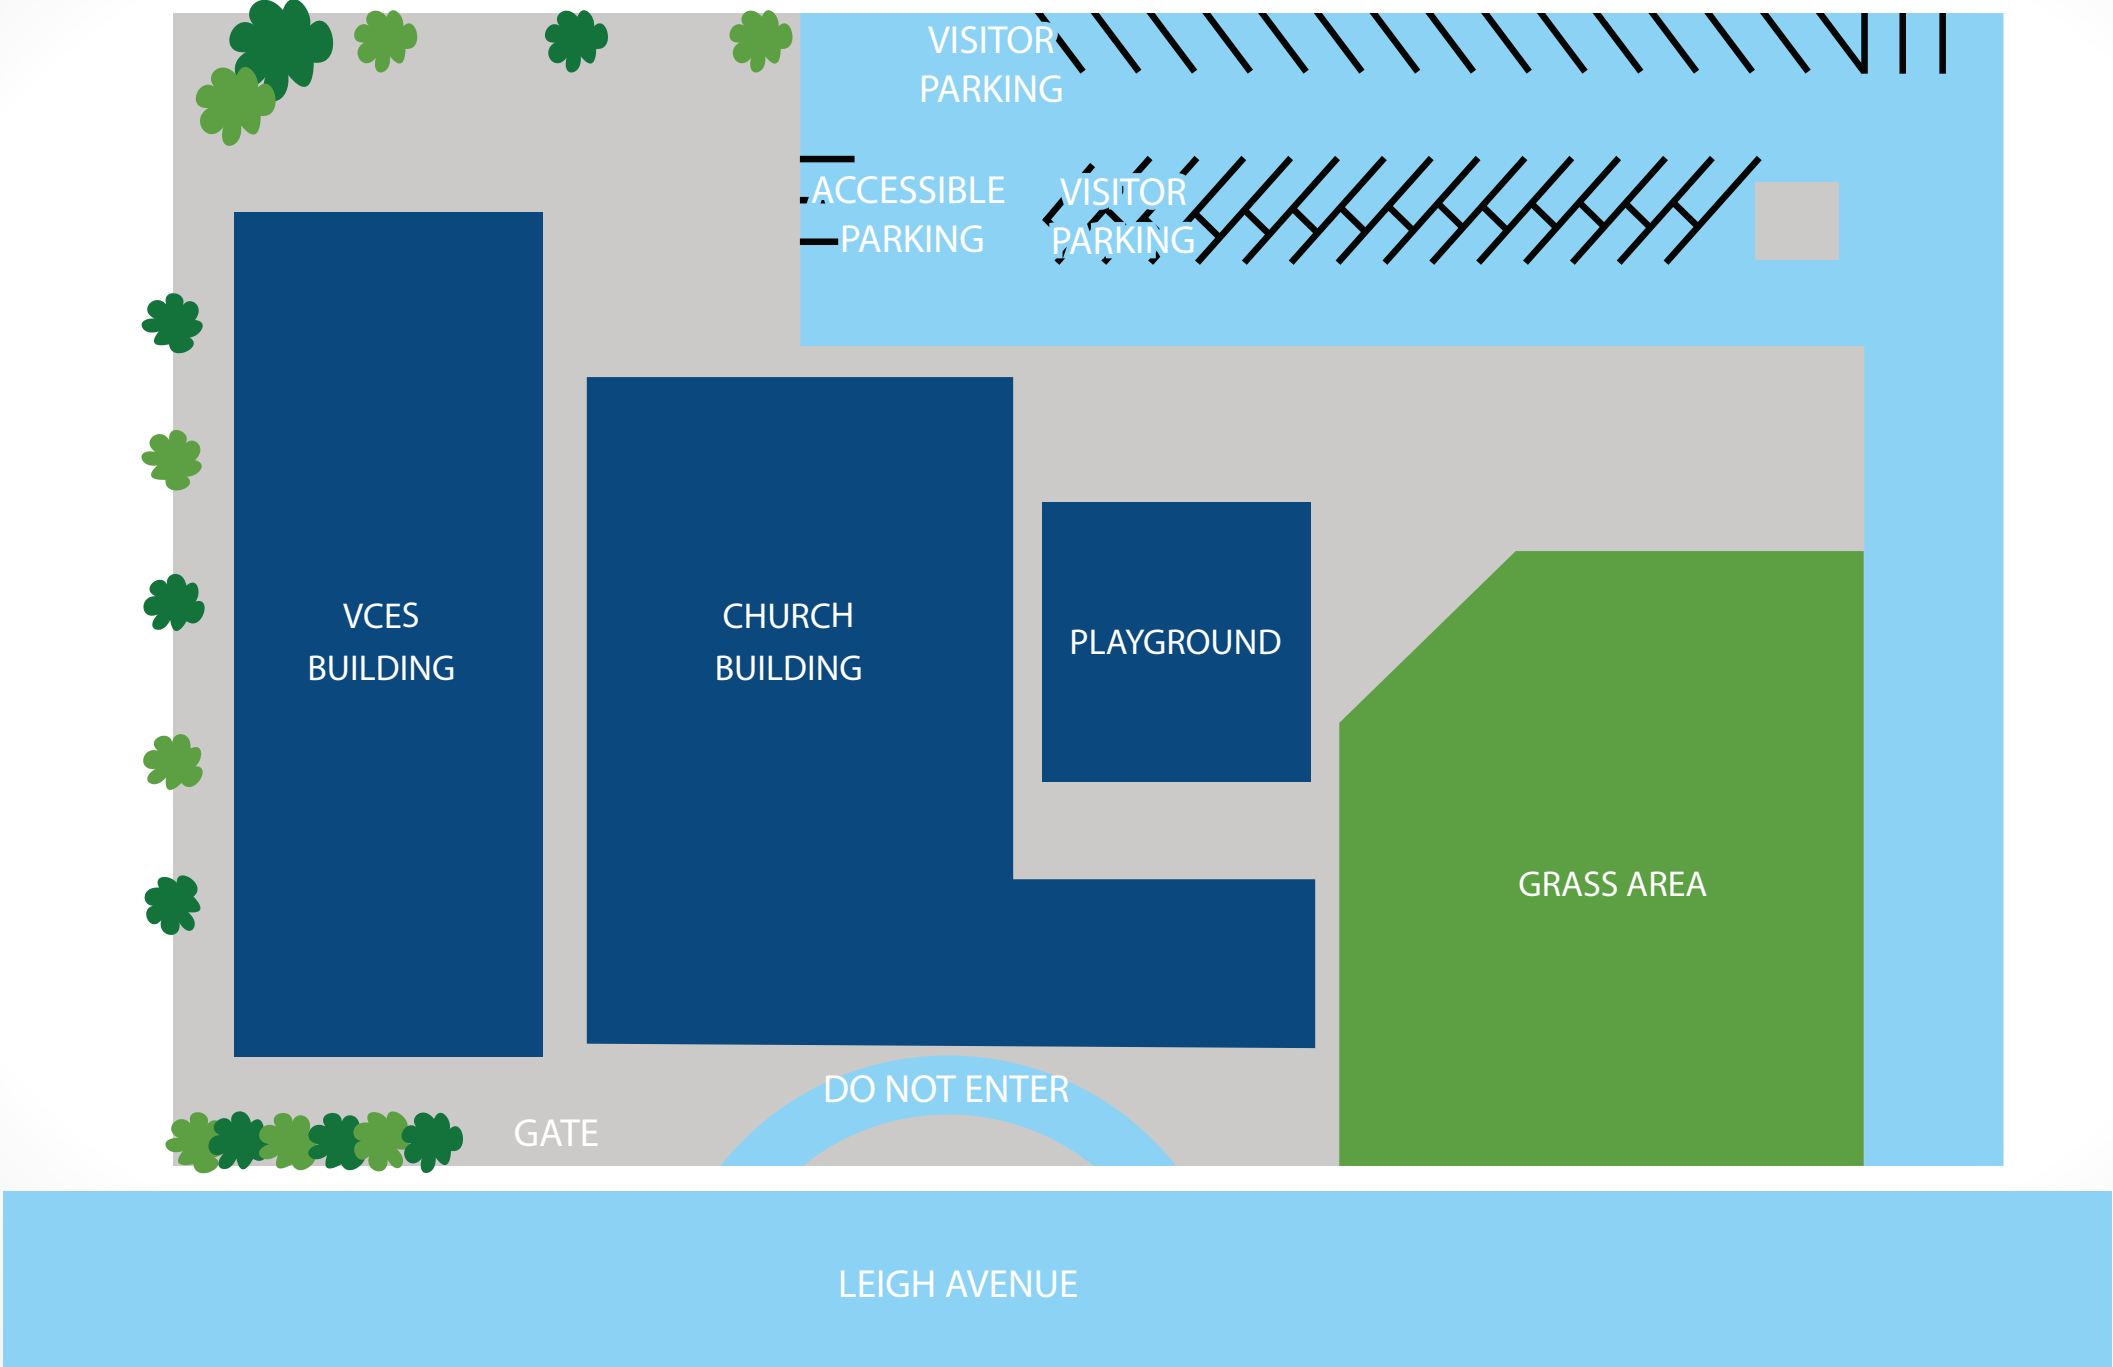 VISITOR
PARKING
ACCESSIBLE
PARKING
VISITOR
PARKING
VCES
BUILDING
CHURCH
BUILDING
PLAYGROUND
GRASS AREA
DO NOT ENTER
GATE
LEIGH AVENUE